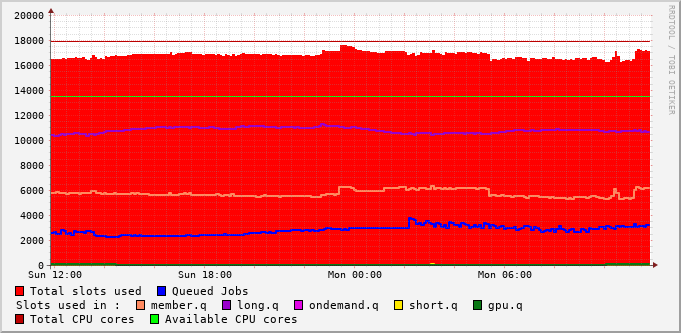 20000
18000
16000
14000
12000
10000
8000
6000
4000
2000
0
Sun 12:00 Sun 18:00 Mon 00:00 Mon 06:00
RRDTOOL / TOBI OETIKER
Total slots used Queued Jobs
Slots used in : member.q long.q ondemand.q short.q gpu.q
Total CPU cores Available CPU cores